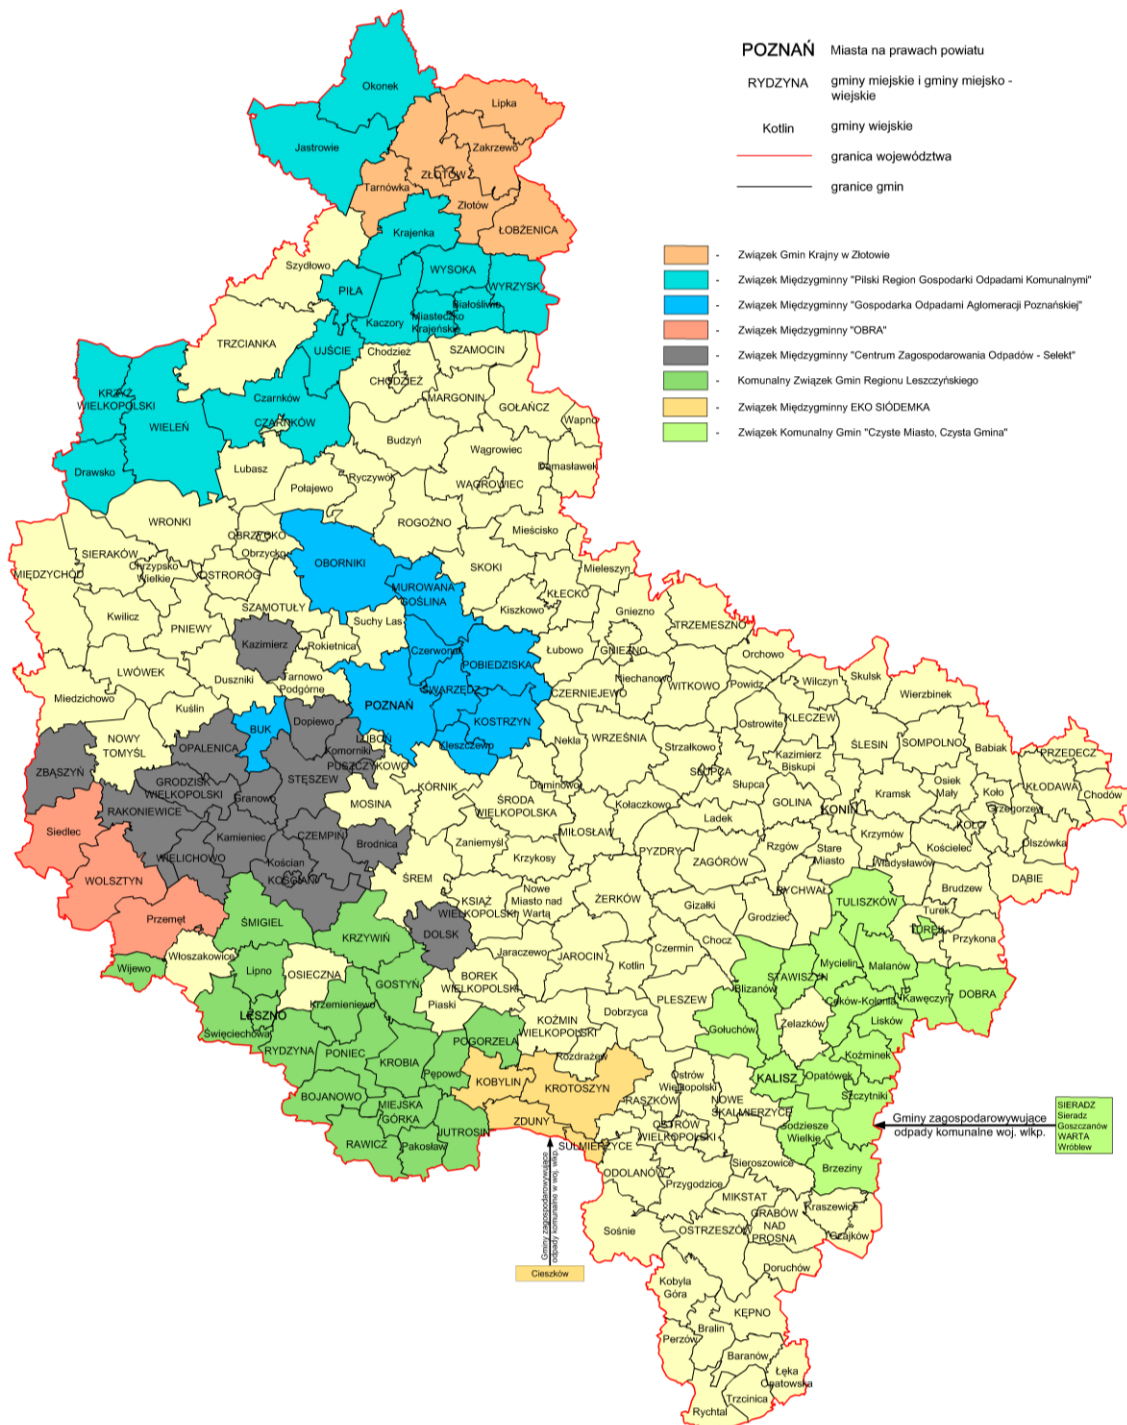 POZNAŃ Miasta na prawach powiatu
RYDZYNA gminy miejskie i gminy miejsko -
wiejskie
Kotlin gminy wiejskie
granica województwa
granice gmin
- Związek Gmin Krajny w Złotowie
- Związek Międzygminny "Pilski Region Gospodarki Odpadami Komunalnymi"
- Związek Międzygminny "Gospodarka Odpadami Aglomeracji Poznańskiej"
- Związek Międzygminny "OBRA"
- Związek Międzygminny "Centrum Zagospodarowania Odpadów - Selekt"
- Komunalny Związek Gmin Regionu Leszczyńskiego
- Związek Międzygminny EKO SIÓDEMKA
- Związek Komunalny Gmin "Czyste Miasto, Czysta Gmina"
Okonek
Lipka
Jastrowie
Zakrzewo
ZŁOTÓW
Tarnówka
Złotów
ŁOBŻENICA
Krajenka
Szydłowo
WYSOKA
PIŁA
WYRZYSK
Białośliwie
Miasteczko
Krajeńskie
Kaczory
TRZCIANKA
UJŚCIE
Chodzież
SZAMOCIN
CHODZIEŻ
KRZYŻ
WIELKOPOLSKI
Czarnków
MARGONIN
GOŁAŃCZ
WIELEŃ
CZARNKÓW
Wapno
Budzyń
Wągrowiec
Drawsko
Lubasz
Damasławek
Połajewo
Ryczywół
WĄGROWIEC
WRONKI
ROGOŹNO
Mieścisko
OBRZYCKO
Obrzycko
SIERAKÓW
OBORNIKI
SKOKI
Mieleszyn
MIĘDZYCHÓD
Chrzypsko
Wielkie
OSTRORÓG
MUROWANA
GOŚLINA
KŁECKO
Kiszkowo
Gniezno
TRZEMESZNO
Kwilicz
PNIEWY
SZAMOTUŁY
Suchy Las
Kazimierz
Rokietnica
Czerwonak
Łubowo
GNIEZNO
Orchowo
POBIEDZISKA
LWÓWEK
Duszniki
Tarnowo
Podgórne
Niechanowo
WITKOWO
Powidz
Wilczyn
Skulsk
Wierzbinek
Miedzichowo
Kuślin
POZNAŃ
SWARZĘDZ
KOSTRZYN
CZERNIEJEWO
BUK
Dopiewo
Ostrowite
KLECZEW
NOWY
TOMYŚL
OPALENICA
LUBOŃ
Komorniki
Kleszczewo
Nekla
WRZEŚNIA
Strzałkowo
Kazimierz
Biskupi
ŚLESIN
SOMPOLNO
Babiak
PRZEDECZ
ZBĄSZYŃ
PUSZCZYKOWO
STĘSZEW
GRODZISK
WIELKOPOLSKI
KÓRNIK
Dominowo
SŁUPCA
Słupca
Osiek
Mały
Koło
KŁODAWA
Chodów
RAKONIEWICE
Granowo
MOSINA
ŚRODA
WIELKOPOLSKA
Kołaczkowo
Kramsk
GOLINA
KONIN
Grzegorzew
Siedlec
Kamieniec
CZEMPIŃ
Brodnica
Zaniemyśl
MIŁOSŁAW
Ladek
KOŁO
Krzymów
Kościelec
Olszówka
WIELICHOWO
Kościan
Krzykosy
PYZDRY
ZAGÓRÓW
Rzgów
Stare
Miasto
Władysławów
DĄBIE
WOLSZTYN
KOŚCIAN
ŚREM
KSIĄŻ
WIELKOPOLSKI
Nowe
Miasto nad
Wartą
ŻERKÓW
Gizałki
RYCHWAŁ
Brudzew
Przemęt
ŚMIGIEL
Grodziec
TULISZKÓW
Turek
TUREK
Przykona
KRZYWIŃ
DOLSK
Jaraczewo
JAROCIN
Czermin
Chocz
Włoszakowice
Wijewo
Lipno
OSIECZNA
Kotlin
Mycielin
Malanów
STAWISZYN
GOSTYŃ
BOREK
WIELKOPOLSKI
Blizanów
Kawęczyn
DOBRA
Krzemieniewo
Piaski
PLESZEW
Ceków-Kolonia
LESZNO
Święciechowa
KOŹMIN
WIELKOPOLSKI
Dobrzyca
Gołuchów
Żelazków
Lisków
RYDZYNA
PONIEC
KROBIA
POGORZELA
Rozdrażew
Koźminek
Pępowo
KOBYLIN
KROTOSZYN
Ostrów
Wielkopolski
KALISZ
Opatówek
BOJANOWO
MIEJSKA
GÓRKA
RASZKÓW
NOWE
SKALMIERZYCE
Szczytniki
ZDUNY
OSTRÓW
WIELKOPOLSKI
Godziesze
Wielkie
JUTROSIN
RAWICZ
Pakosław
SULMIERZYCE
Sieroszowice
Brzeziny
ODOLANÓW
Przygodzice
MIKSTAT
Kraszewice
GRABÓW
NAD
PROSNĄ
Czajków
Sośnie
OSTRZESZÓW
Doruchów
Kobyla
Góra
KĘPNO
Bralin
Perzów
Baranów
Łęka
Opatowska
Trzcinica
Rychtal
Gminy zagospodarowywujące
odpady komunalne woj. wlkp.
SIERADZ
Sieradz
Goszczanów
WARTA
Wróblew
Gminy zagospodarowywujące
odpady komunalne w woj. wlkp.
Cieszków